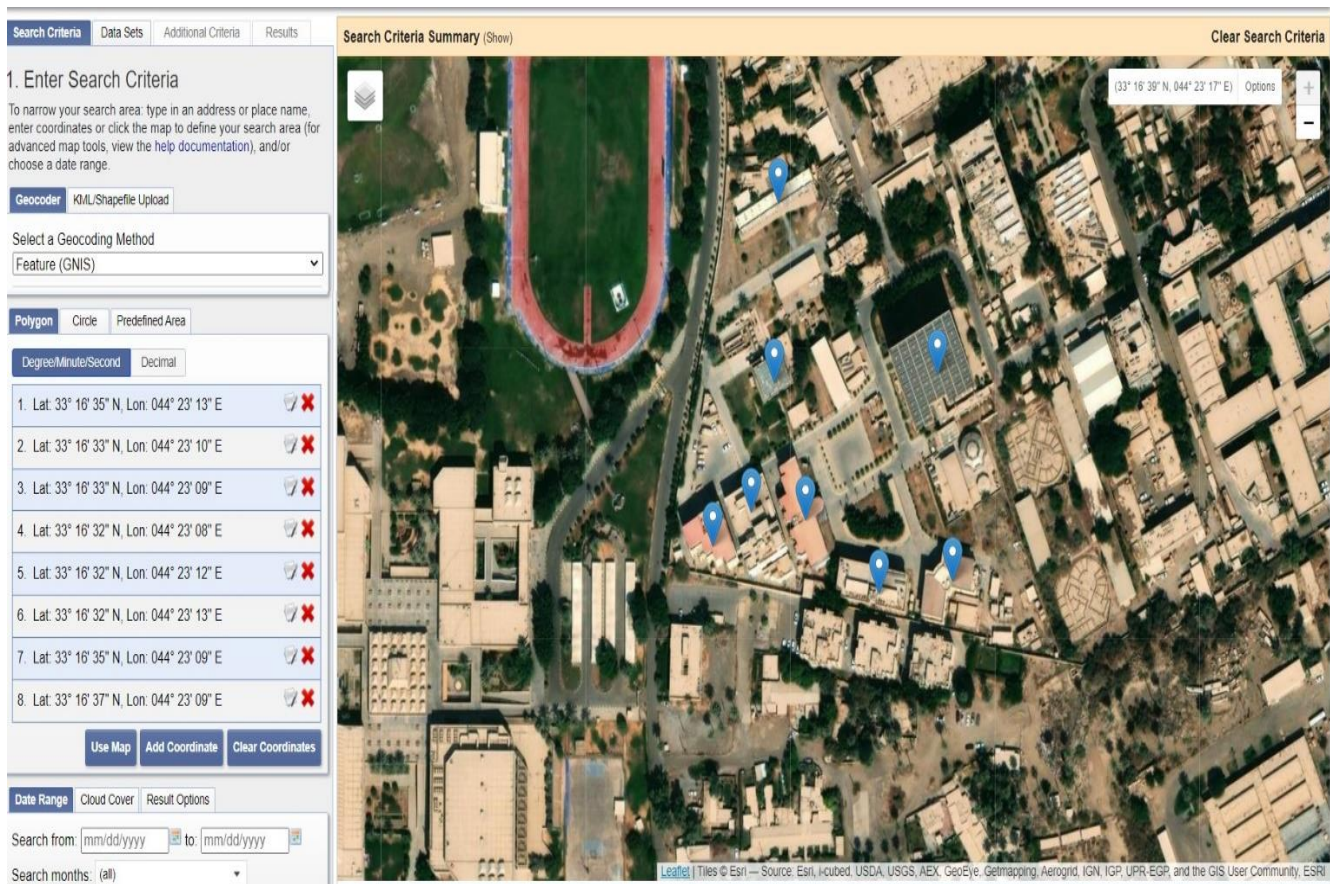 Search Criteria
Data Sets
Additional Criteria
Results
1. Enter Search Criteria
To narrow your search area: type in an address or place name,
enter coordinates or click the map to define your search area (for
advanced map tools, view the help documentation), and/or
choose a date range.
Geocoder
KML/Shapefile Upload
Select a Geocoding Method
Feature (GNIS)
Polygon
Circle
Predefined Area
Degree/Minute/Second
Decimal
1. Lat: 33° 16' 35" N, Lon: 044° 23' 13" E
2. Lat: 33° 16' 33" N, Lon: 044° 23' 10" E
3. Lat: 33° 16' 33" N, Lon: 044° 23' 09" E
4. Lat: 33° 16' 32" N, Lon: 044° 23' 08" E
5. Lat: 33° 16' 32" N, Lon: 044° 23' 12" E
6. Lat: 33° 16' 32" N, Lon: 044° 23' 13" E
7. Lat: 33° 16' 35" N, Lon: 044° 23' 09" E
8. Lat: 33° 16' 37" N, Lon: 044° 23' 09" E
Use Map
Add Coordinate
Clear Coordinates
Date Range
Cloud Cover
Result Options
Search from: mm/dd/yyyy to: mm/dd/yyyy
Search months: (all)
Search Criteria Summary (Show)
Clear Search Criteria
(33° 16' 39" N, 044° 23' 17" E)
Options
+
−
Leaflet | Tiles © Esri — Source: Esri, i-cubed, USDA, USGS, AEX, GeoEye, Getmapping, Aerogrid, IGN, IGP, UPR-EGP, and the GIS User Community, ESRI